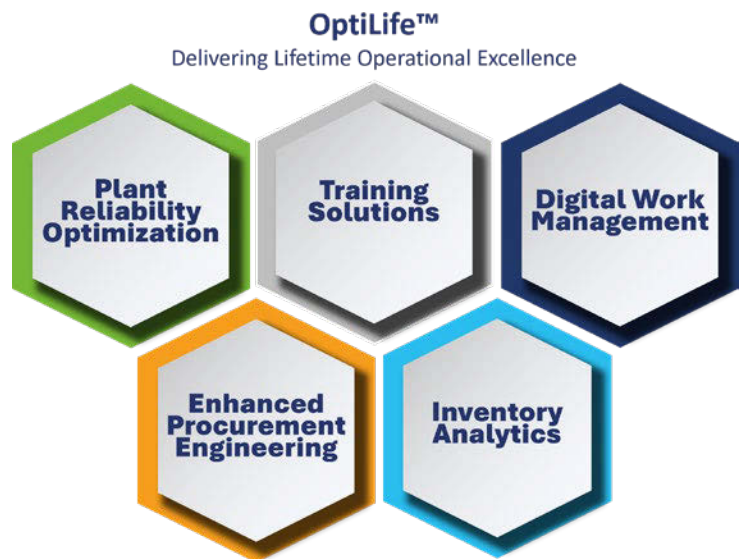 OptiLife™
Delivering Lifetime Operational Excellence
Plant
Reliability
Optimization
Training
Solutions
Digital Work
Management
Enhanced
Procurement
Engineering
Inventory
Analytics